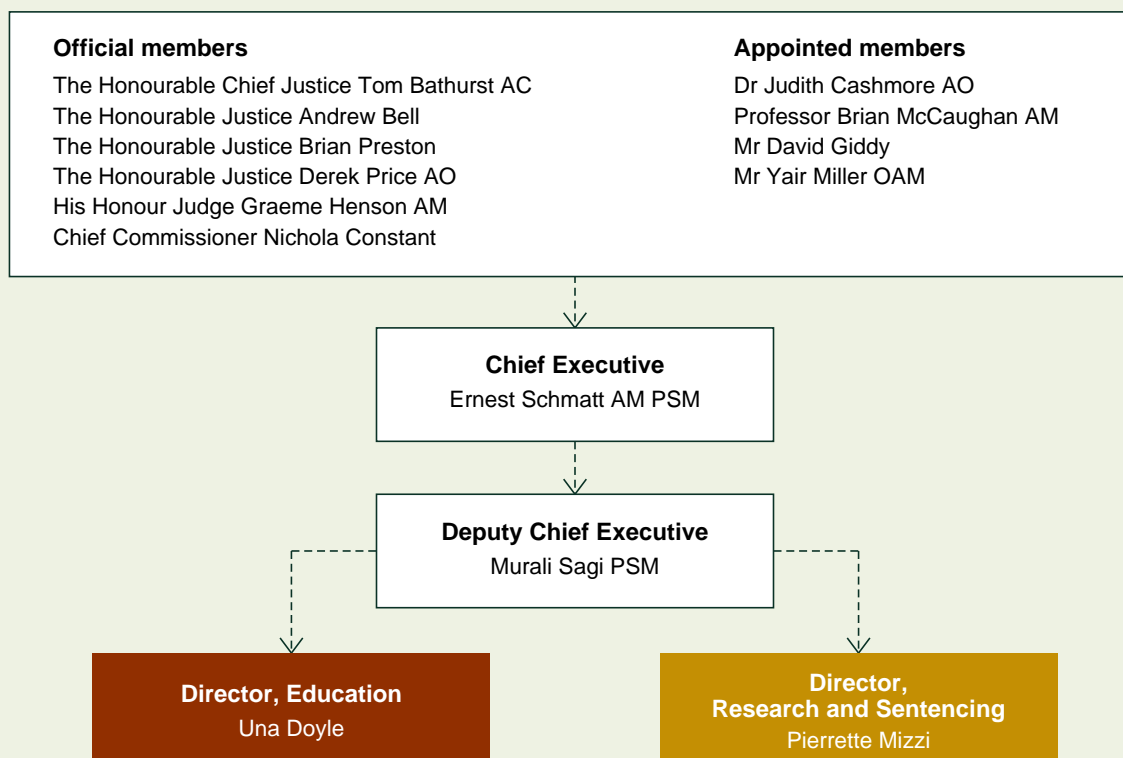 Official members
The Honourable Chief Justice Tom Bathurst AC
The Honourable Justice Andrew Bell
The Honourable Justice Brian Preston
The Honourable Justice Derek Price AO
His Honour Judge Graeme Henson AM
Chief Commissioner Nichola Constant
Appointed members
Dr Judith Cashmore AO
Professor Brian McCaughan AM
Mr David Giddy
Mr Yair Miller OAM
Chief Executive
Ernest Schmatt AM PSM
Deputy Chief Executive
Murali Sagi PSM
Director, Education
Una Doyle
Director,
Research and Sentencing
Pierrette Mizzi